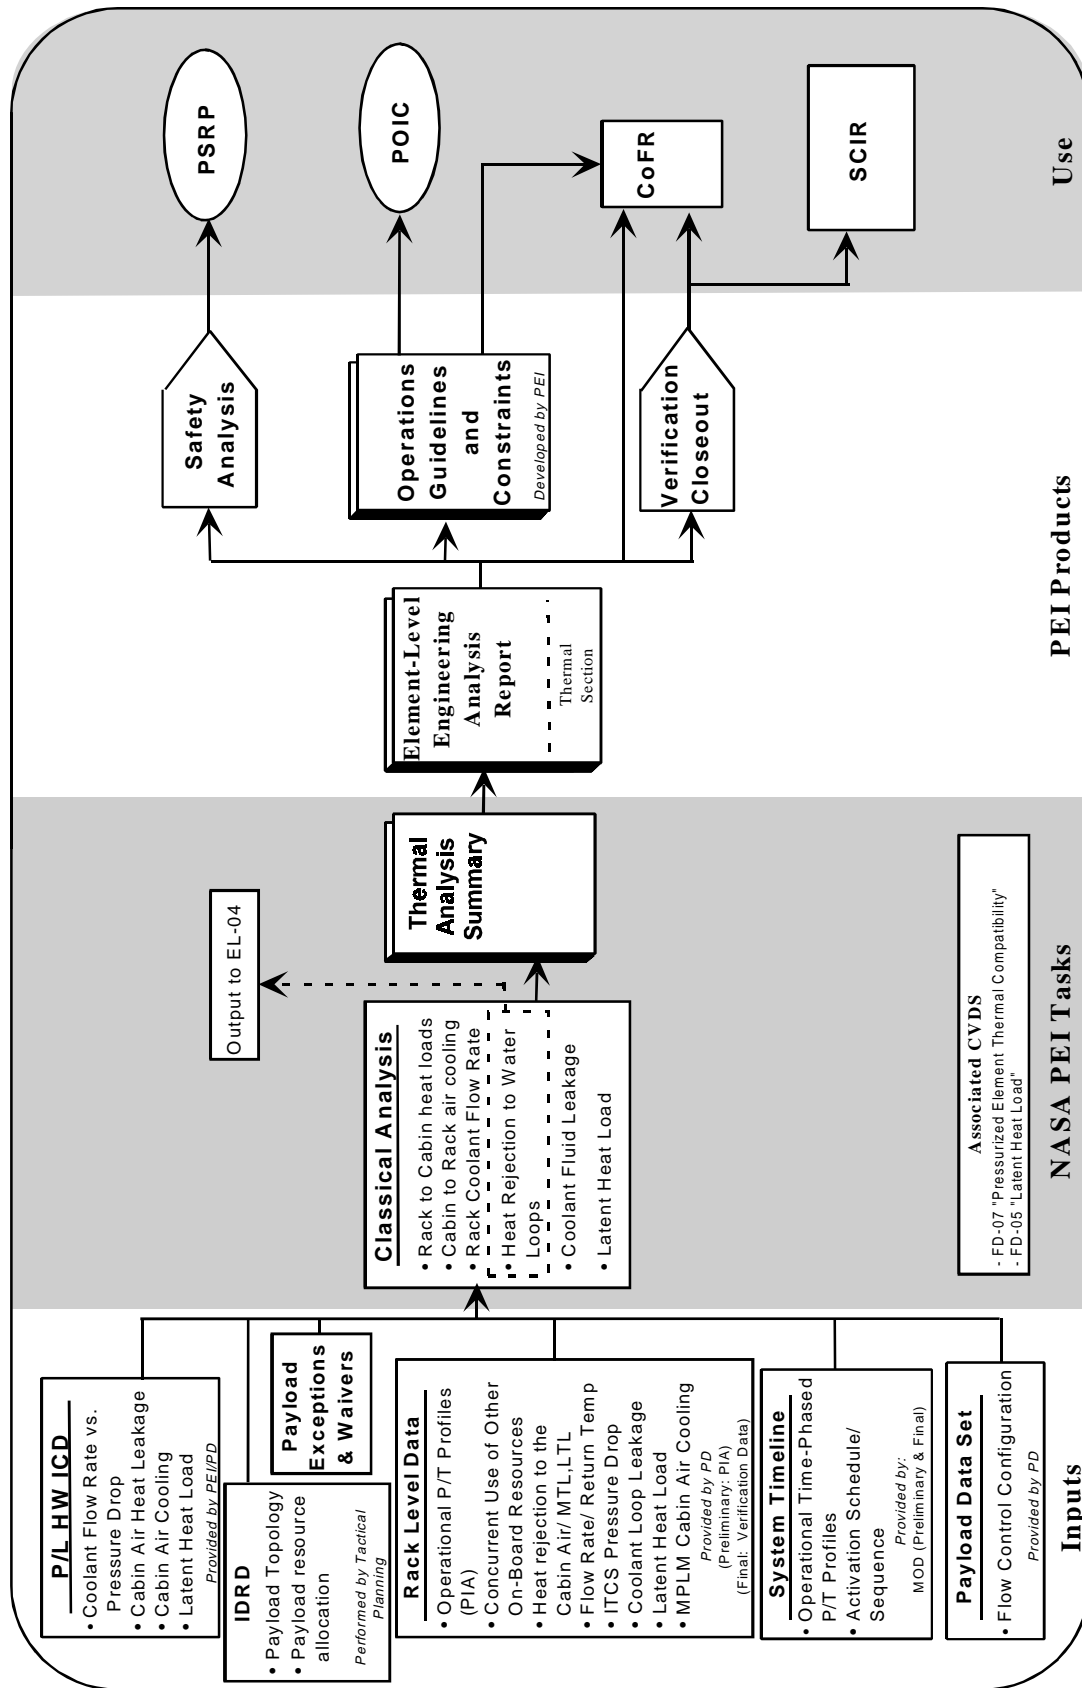 P/L HW ICD
• Coolant Flow Rate vs.
Pressure Drop
• Cabin Air Heat Leakage
• Cabin Air Cooling
• Latent Heat Load
Provided by PEI/PD
IDRD
• Payload Topology
• Payload resource
allocation
Performed by Tactical
Planning
Payload
Exceptions
& Waivers
Rack Level Data
• Operational P/T Profiles
(PIA)
• Concurrent Use of Other
On-Board Resources
• Heat rejection to the
Cabin Air/ MTL,LTL
• Flow Rate/ Return Temp
• ITCS Pressure Drop
• Coolant Loop Leakage
• Latent Heat Load
• MPLM Cabin Air Cooling
Provided by PD
(Preliminary: PIA)
(Final: Verification Data)
System Timeline
• Operational Time-Phased
P/T Profiles
• Activation Schedule/
Sequence
Provided by:
MOD (Preliminary & Final)
Payload Data Set
• Flow Control Configuration
Provided by PD
Inputs
Output to EL-04
Classical Analysis
• Rack to Cabin heat loads
• Cabin to Rack air cooling
• Rack Coolant Flow Rate
• Heat Rejection to Water
Loops
• Coolant Fluid Leakage
• Latent Heat Load
Thermal
Analysis
Summary
Associated CVDS
- FD-07 "Pressurized Element Thermal Compatibility"
- FD-05 "Latent Heat Load"
NASA PEI Tasks
Element-Level
Engineering
Analysis
Report
Thermal
Section
Safety
Analysis
Operations
Guidelines
and
Constraints
Developed by PEI
Verification
Closeout
PEI Products
PSRP
POIC
CoFR
SCIR
Use